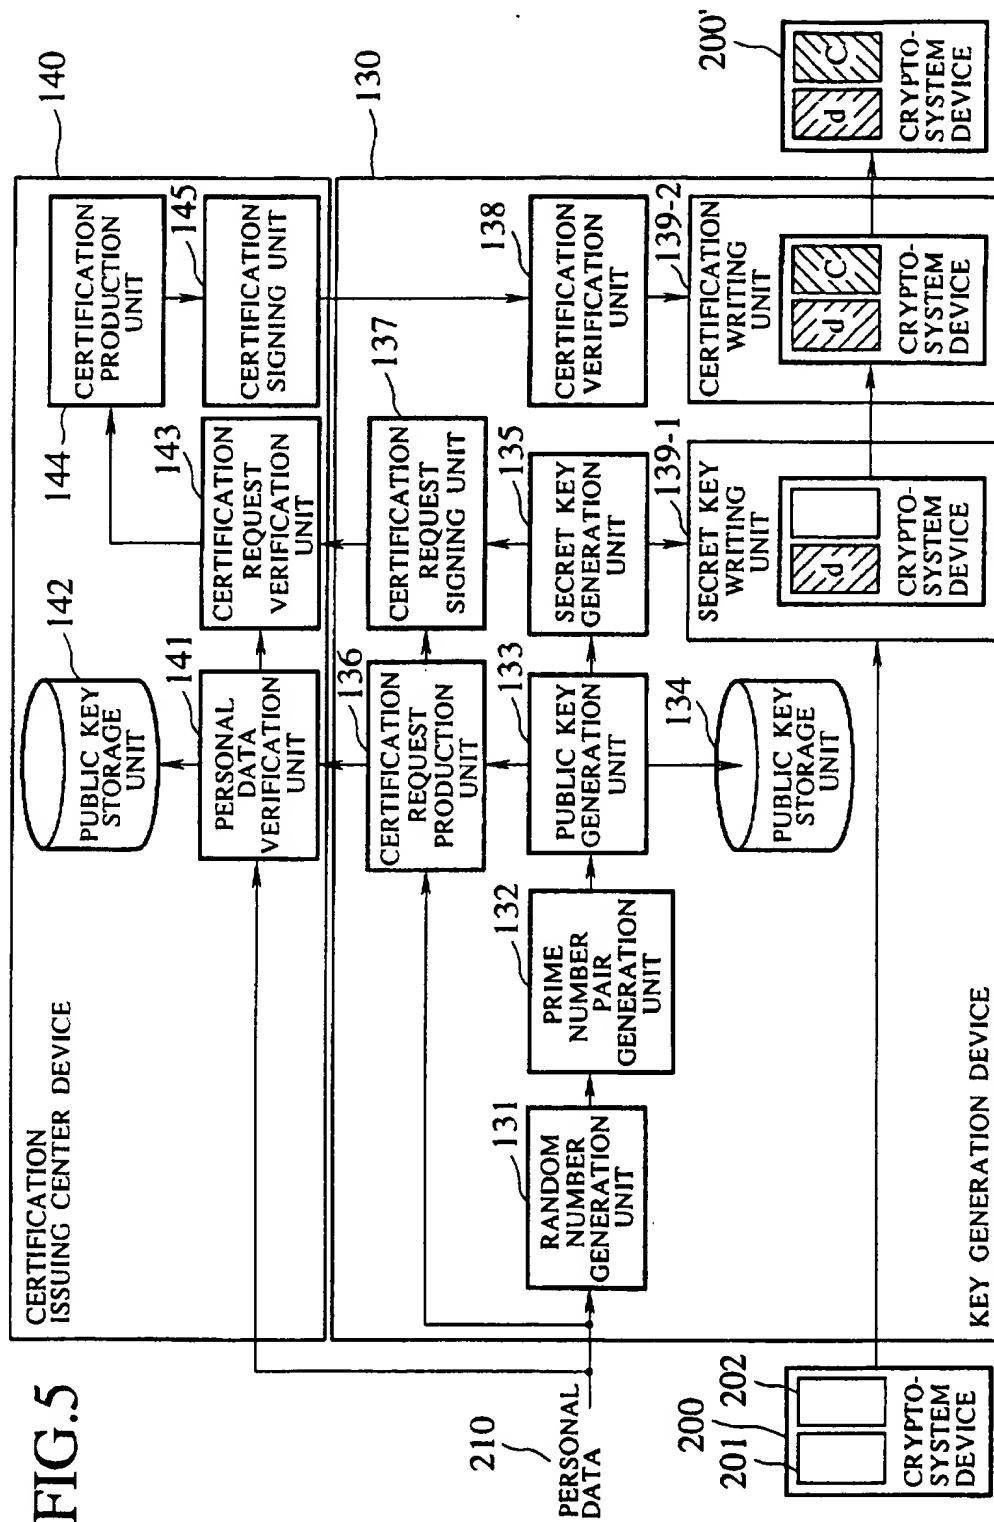 FIG.5
CERTIFICATION
ISSUING CENTER DEVICE
140
PUBLIC KEY
STORAGE
UNIT
142
144
CERTIFICATION
PRODUCTION
UNIT
PERSONAL
DATA
VERIFICATION
UNIT
141
CERTIFICATION
REQUEST
VERIFICATION
UNIT
143
CERTIFICATION
SIGNING UNIT
145
130
CERTIFICATION
REQUEST
PRODUCTION
UNIT
136
CERTIFICATION
REQUEST
SIGNING UNIT
137
210
PERSONAL
DATA
RANDOM
NUMBER
GENERATION
UNIT
131
PRIME
NUMBER
PAIR
GENERATION
UNIT
132
PUBLIC KEY
GENERATION
UNIT
133
SECRET KEY
GENERATION
UNIT
135
CERTIFICATION
VERIFICATION
UNIT
138
PUBLIC KEY
STORAGE
UNIT
134
SECRET KEY
WRITING
UNIT
139-1
d
CRYPTO-
SYSTEM
DEVICE
CERTIFICATION
WRITING
UNIT
139-2
d
C
CRYPTO-
SYSTEM
DEVICE
200'
d
C
CRYPTO-
SYSTEM
DEVICE
200
201
202
CRYPTO-
SYSTEM
DEVICE
KEY GENERATION DEVICE